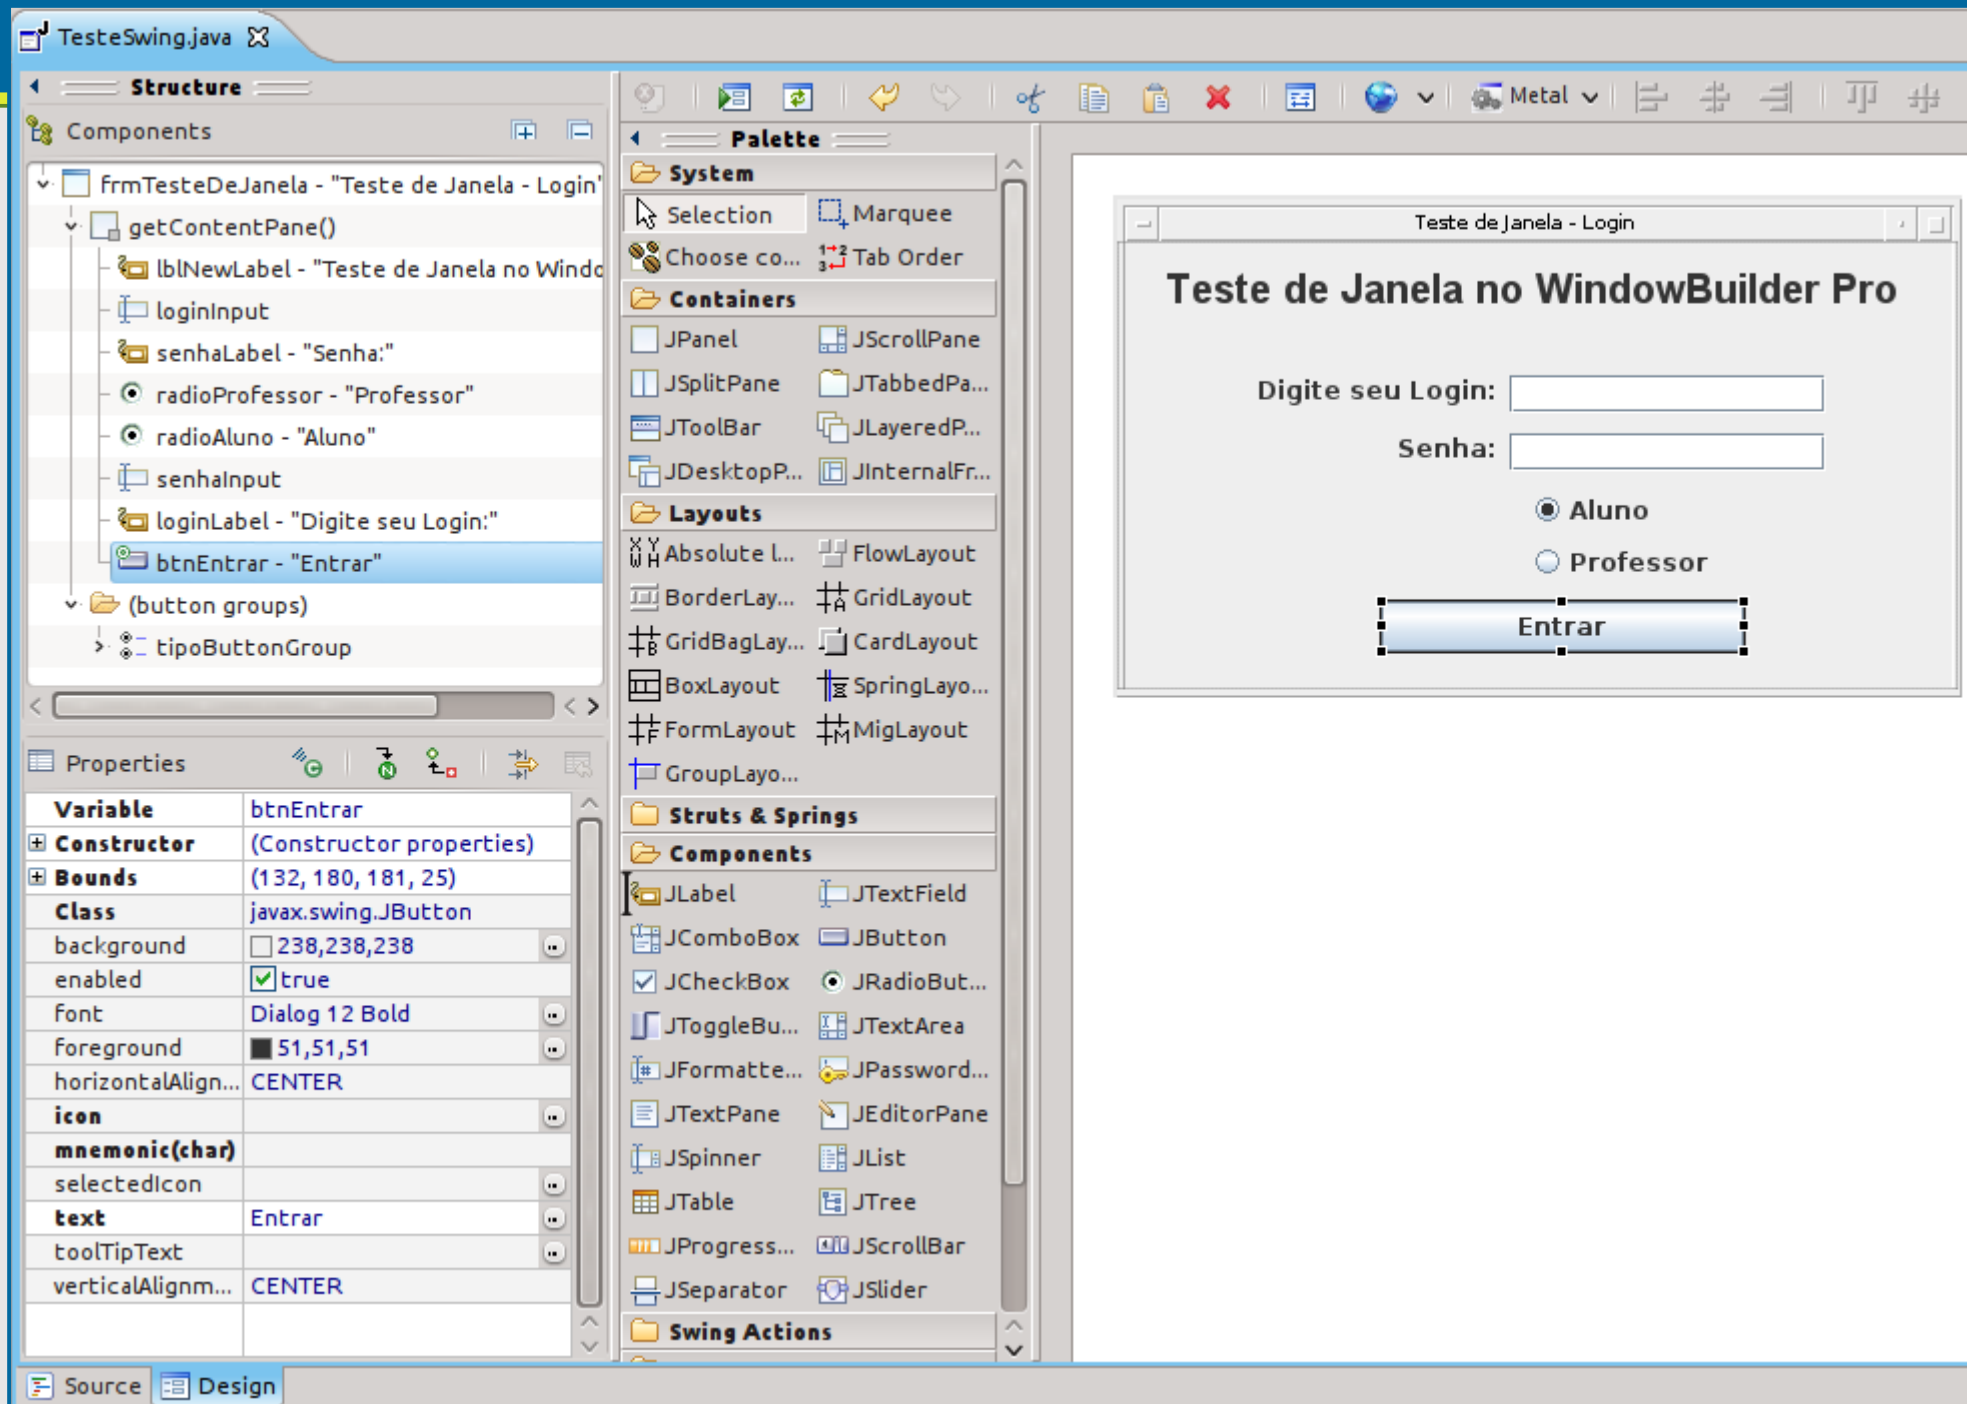 TesteSwing.java
Structure
Components
frmTesteDeJanela - "Teste de Janela - Login"
getContentPane()
lblNewLabel - "Teste de Janela no Windo
loginInput
senhaLabel - "Senha:"
radioProfessor - "Professor"
radioAluno - "Aluno"
senhaInput
loginLabel - "Digite seu Login:"
btnEntrar - "Entrar"
(button groups)
tipoButtonGroup
Properties
Variable btnEntrar
Constructor (Constructor properties)
Bounds (132, 180, 181, 25)
Class javax.swing.JButton
background 238,238,238
enabled true
font Dialog 12 Bold
foreground 51,51,51
horizontalAlign... CENTER
icon
mnemonic(char)
selectedIcon
text Entrar
toolTipText
verticalAlignm... CENTER
Source Design
Metal
Palette
System
Selection Marquee
Choose co... Tab Order
Containers
JPanel JScrollPane
JSplitPane JTabbedPa...
JToolBar JLayeredP...
JDesktopP... JInternalFr...
Layouts
Absolute l... FlowLayout
BorderLay... GridLayout
GridBagLay... CardLayout
BoxLayout SpringLayo...
FormLayout MigLayout
GroupLayo...
Struts & Springs
Components
JLabel JTextField
JComboBox JButton
JCheckBox JRadioBut...
JToggleBu... JTextArea
JFormatte... JPassword...
JTextPane JEditorPane
JSpinner JList
JTable JTree
JProgress... JScrollBar
JSeparator JSlider
Swing Actions
Teste de Janela - Login
Teste de Janela no WindowBuilder Pro
Digite seu Login:
Senha:
Aluno
Professor
Entrar